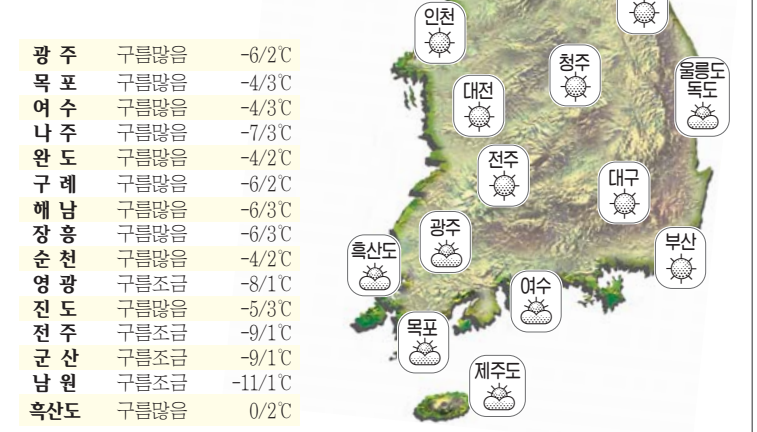 광 주 구름많음 -6/2℃
목 포 구름많음 -4/3℃
여 수 구름많음 -4/3℃
나 주 구름많음 -7/3℃
완 도 구름많음 -4/2℃
구 례 구름많음 -6/2℃
해 남 구름많음 -6/3℃
장 흥 구름많음 -6/3℃
순 천 구름많음 -4/2℃
영 광 구름조금 -8/1℃
진 도 구름많음 -5/3℃
전 주 구름조금 -9/1℃
군 산 구름조금 -9/1℃
남 원 구름조금 -11/1℃
흑산도 구름많음 0/2℃
인천
청주
울릉도
독도
대전
전주
대구
광주
흑산도
부산
여수
목포
제주도